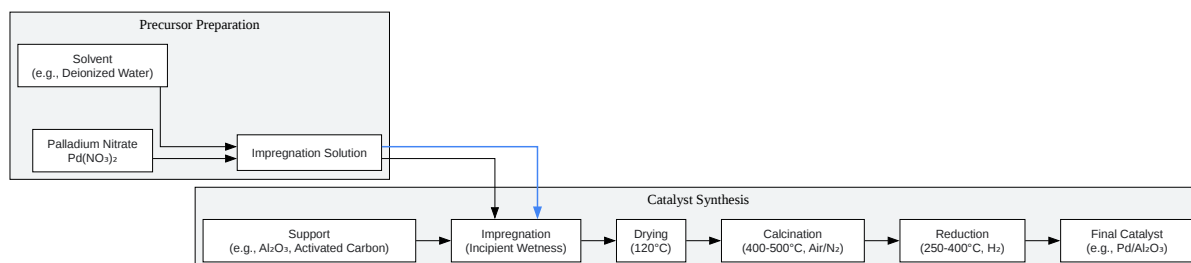 Precursor Preparation
Solvent
(e.g., Deionized Water)
Palladium Nitrate
Pd(NO₃)₂
Impregnation Solution
Catalyst Synthesis
Support
(e.g., Al₂O₃, Activated Carbon)
Impregnation
(Incipient Wetness)
Drying
(120°C)
Calcination
(400-500°C, Air/N₂)
Reduction
(250-400°C, H₂)
Final Catalyst
(e.g., Pd/Al₂O₃)